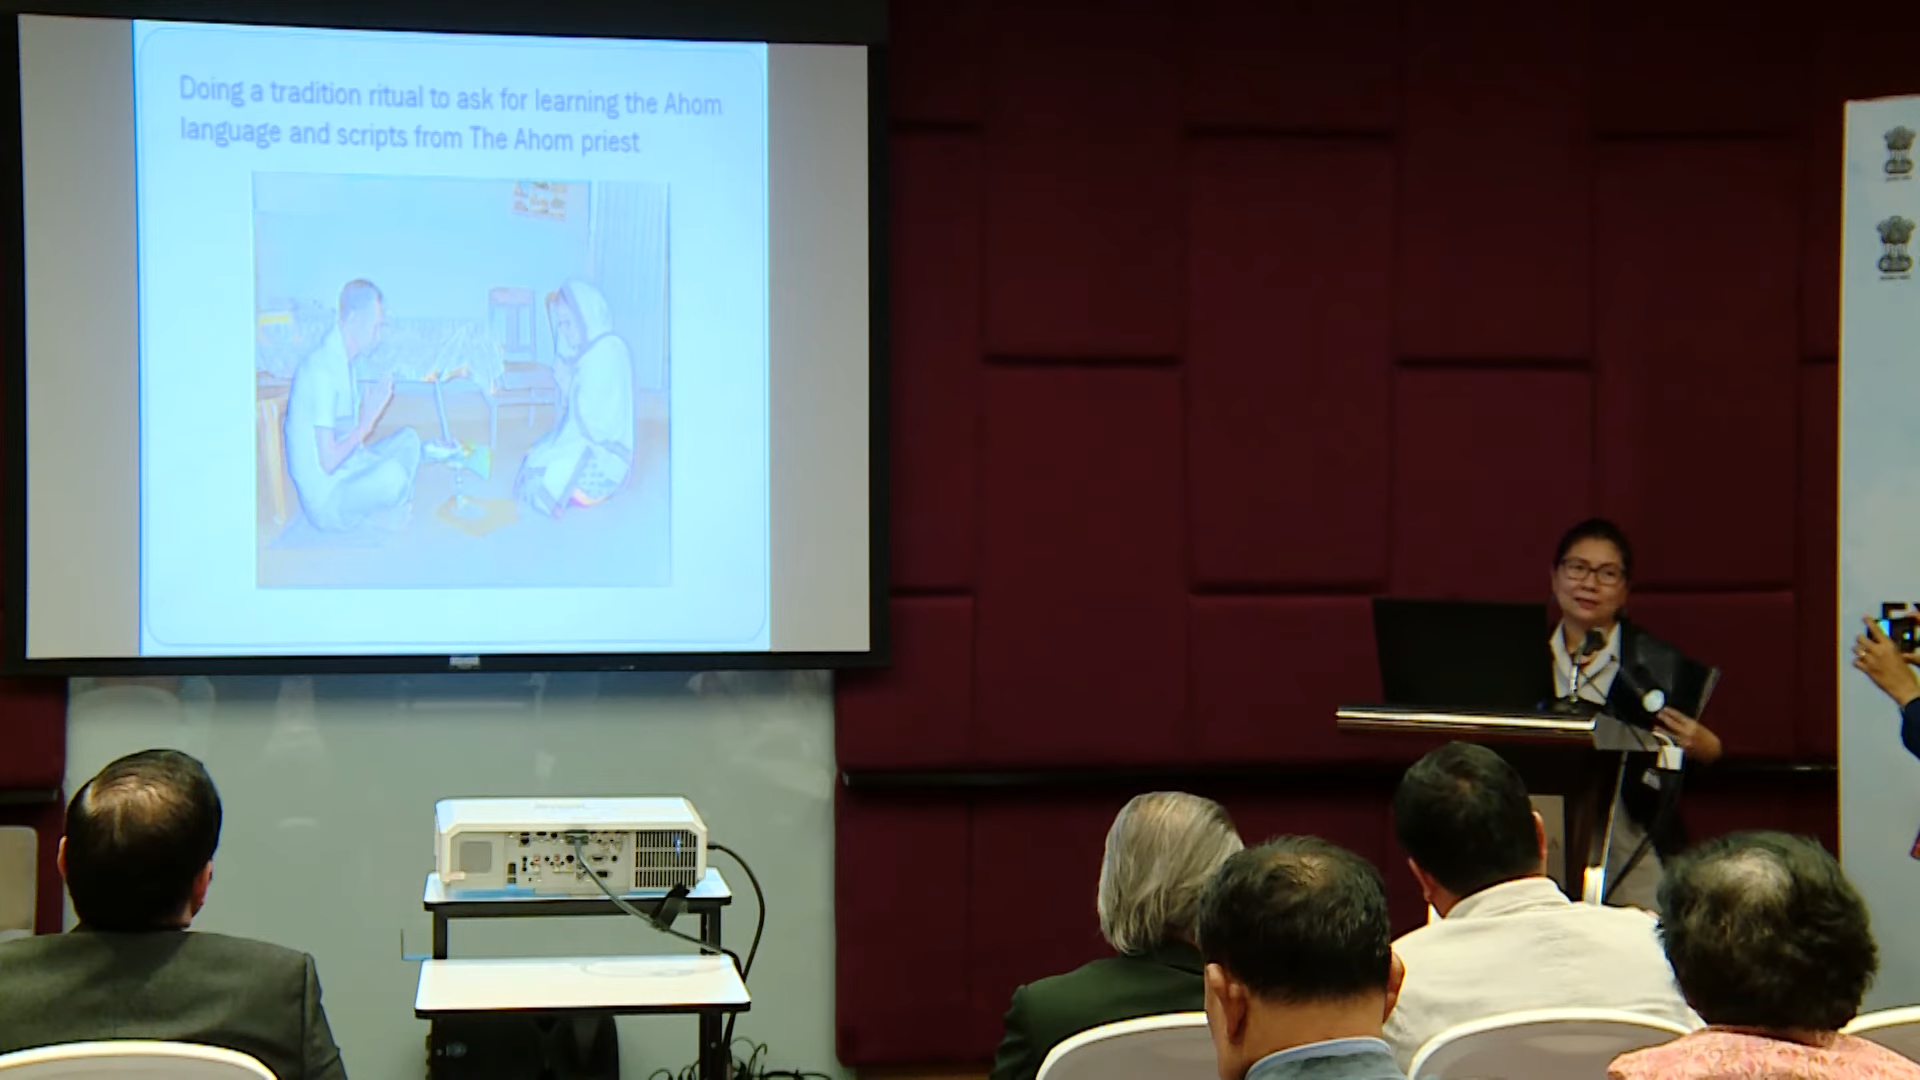 Doing a tradition ritual to ask for learning the Ahom
language and scripts from The Ahom priest